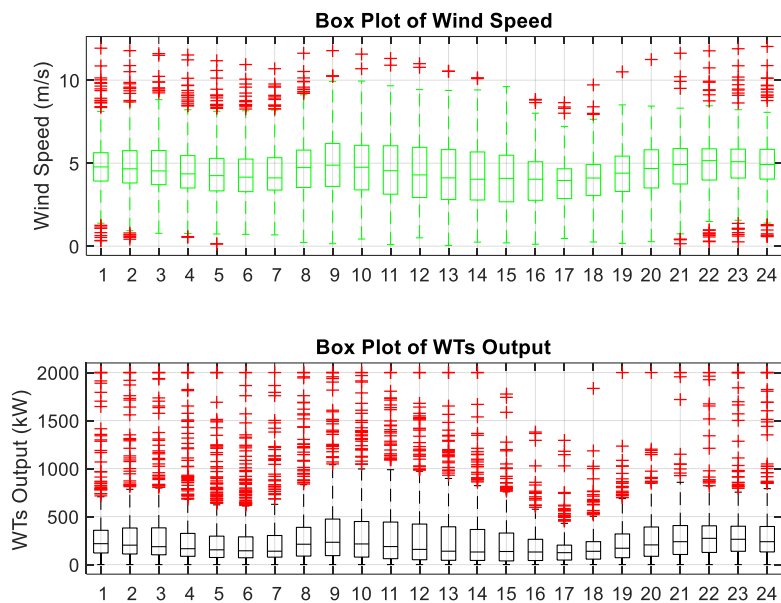 Box Plot of Wind Speed
Wind Speed (m/s)
10
5
0
1 2 3 4 5 6 7 8 9 10 11 12 13 14 15 16 17 18 19 20 21 22 23 24
Box Plot of WTs Output
WTs Output (kW)
2000
1500
1000
500
0
1 2 3 4 5 6 7 8 9 10 11 12 13 14 15 16 17 18 19 20 21 22 23 24